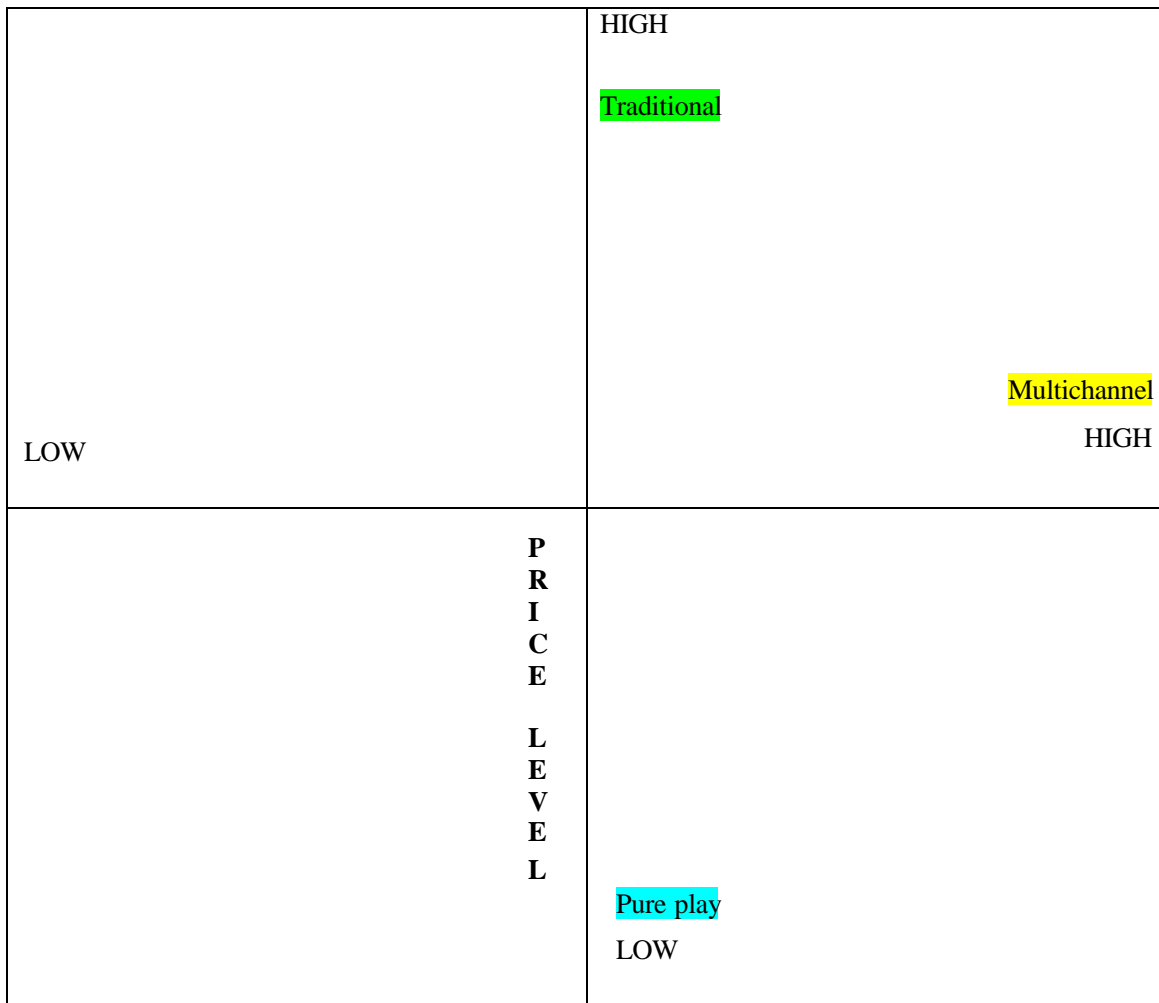 HIGH
Traditional
Multichannel
LOW
HIGH
P
R
I
C
E
L
E
V
E
L
Pure play
LOW